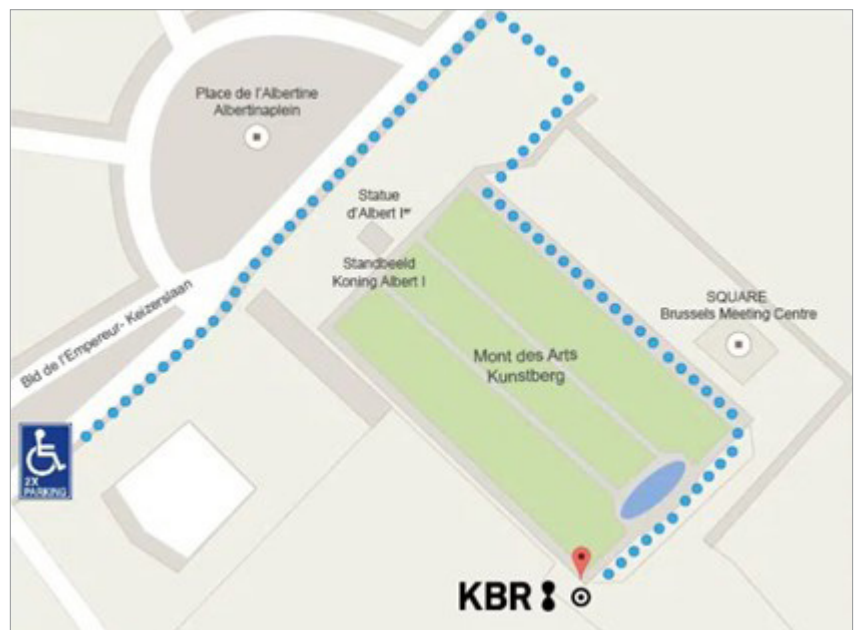 Place de l'Albertine
Albertinaplein
Statue
d'Albert Iᵉʳ
Standbeeld
Koning Albert I
Bld de l'Empereur- Keizerslaan
SQUARE
Brussels Meeting Centre
Mont des Arts
Kunstberg
2X
PARKING
KBR